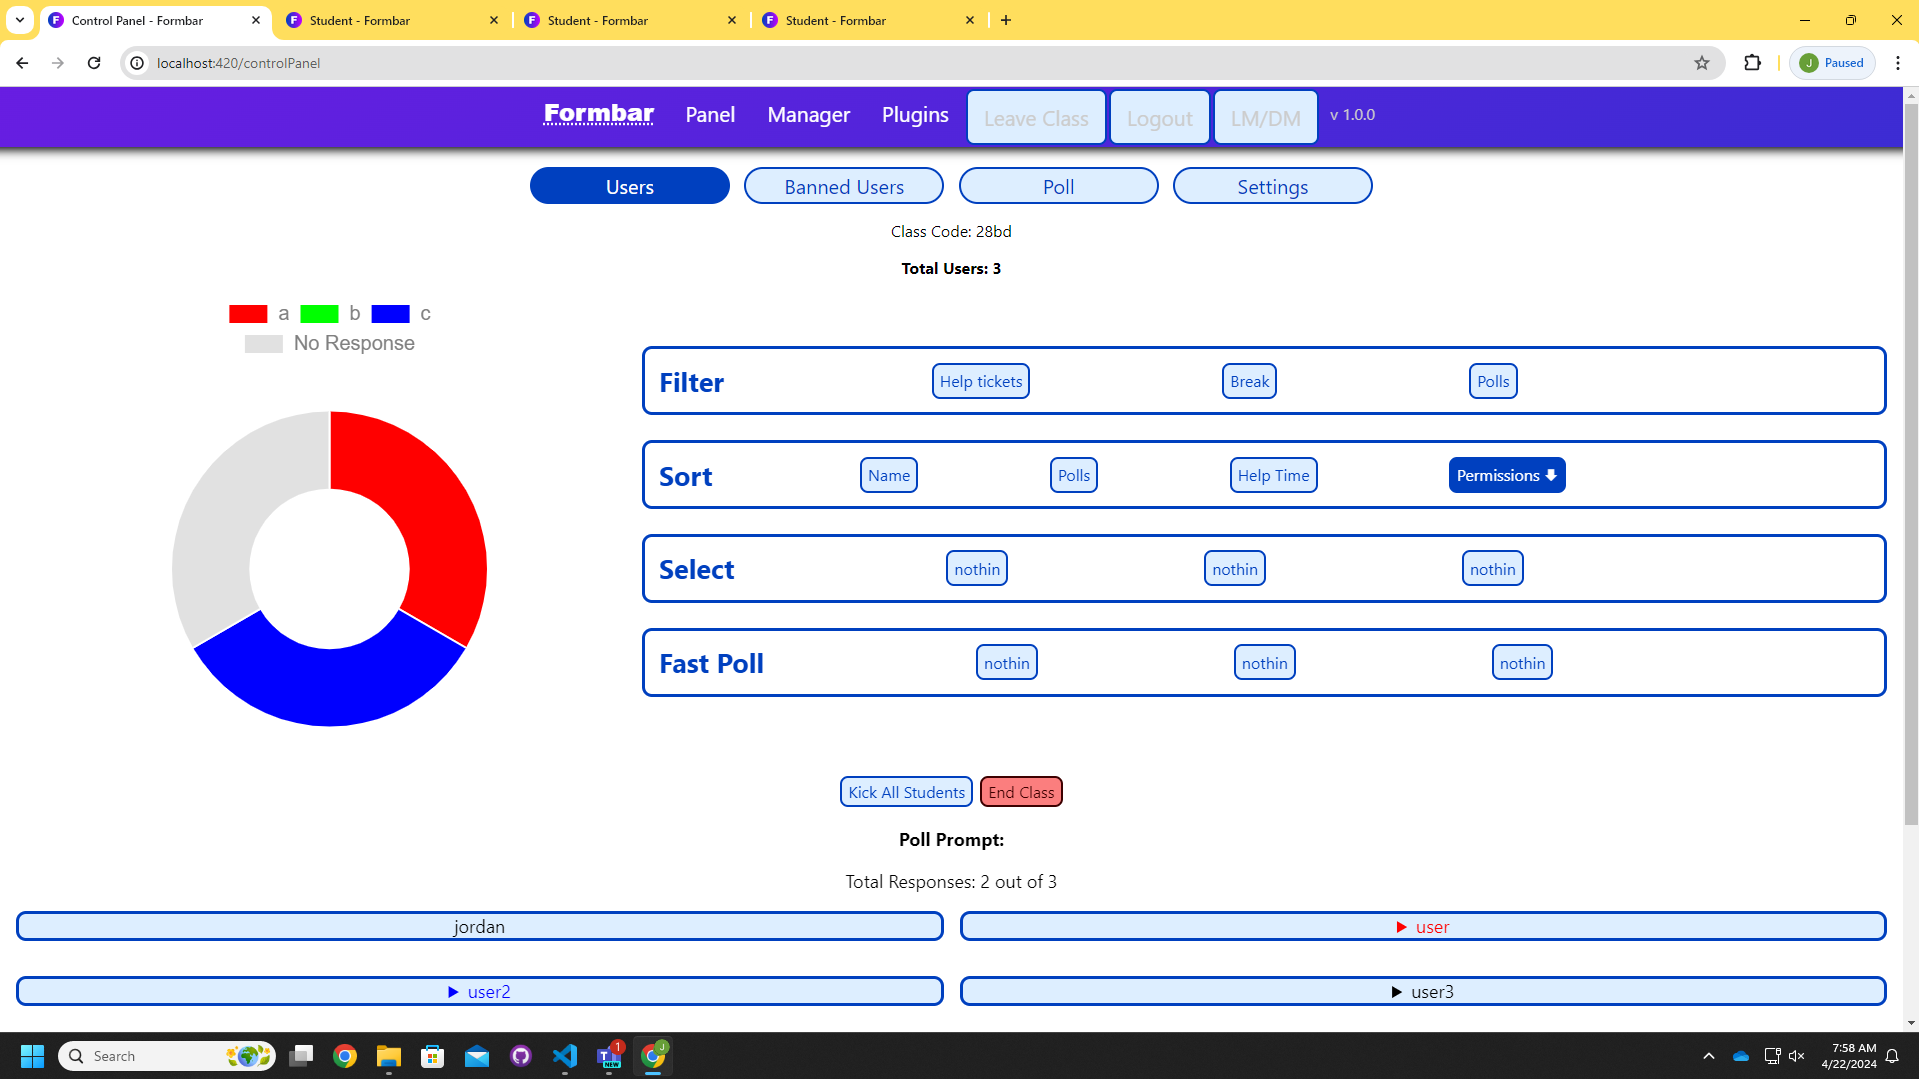 Control Panel - Formbar
Student - Formbar
Student - Formbar
Student - Formbar
localhost:420/controlPanel
J
Paused
Formbar
Panel
Manager
Plugins
Leave Class
Logout
LM/DM
v 1.0.0
Users
Banned Users
Poll
Settings
Class Code: 28bd
Total Users: 3
a
b
c
No Response
Filter
Help tickets
Break
Polls
Sort
Name
Polls
Help Time
Permissions
Select
nothin
nothin
nothin
Fast Poll
nothin
nothin
nothin
Kick All Students
End Class
Poll Prompt:
Total Responses: 2 out of 3
jordan
user
user2
user3
Search
1
NEW
J
7:58 AM
4/22/2024